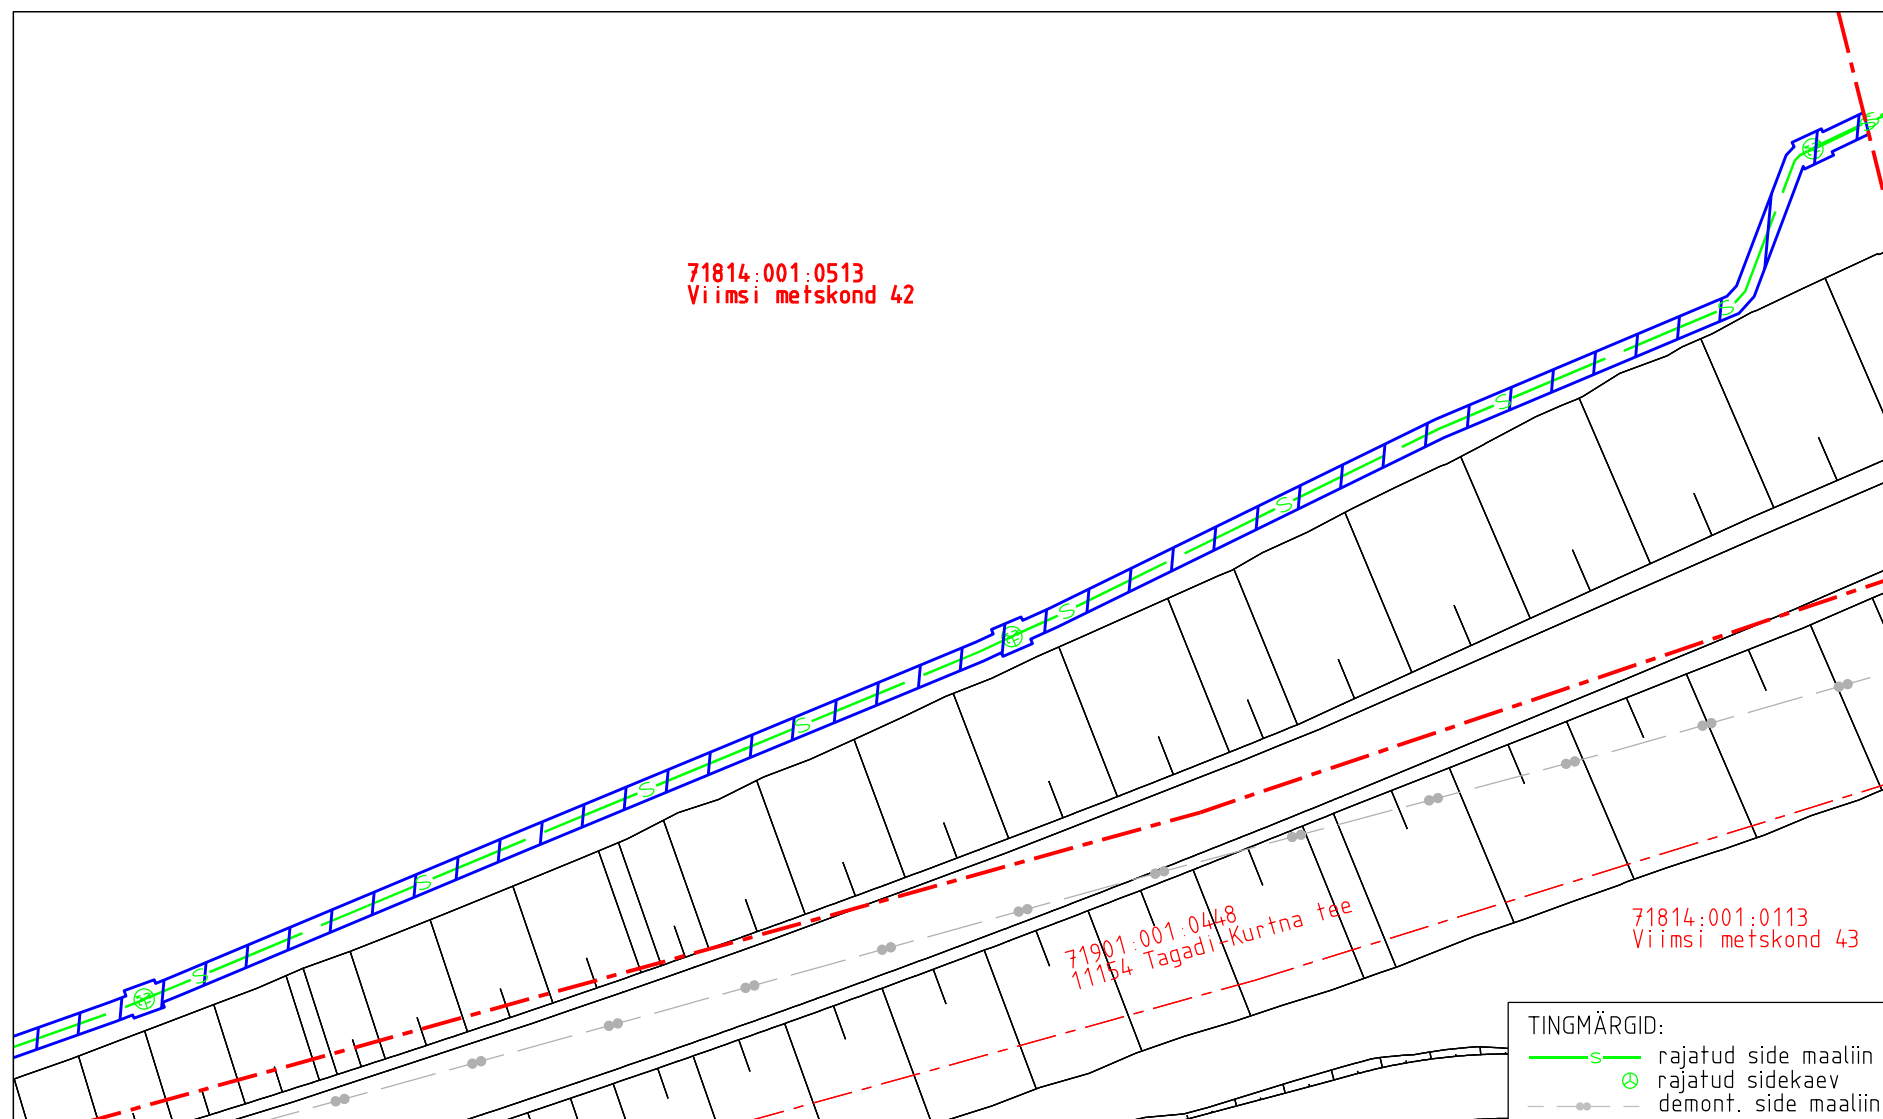 71814:001:0513
Viimsi metskond 42
71901:001:0448
11154 Tagadi-Kurtna tee
71814:001:0113
Viimsi metskond 43
TINGMÄRGID:
S rajatud side maaliin
rajatud sidekaev
demont. side maaliin
S
S
S
S
S
S
S
S
S